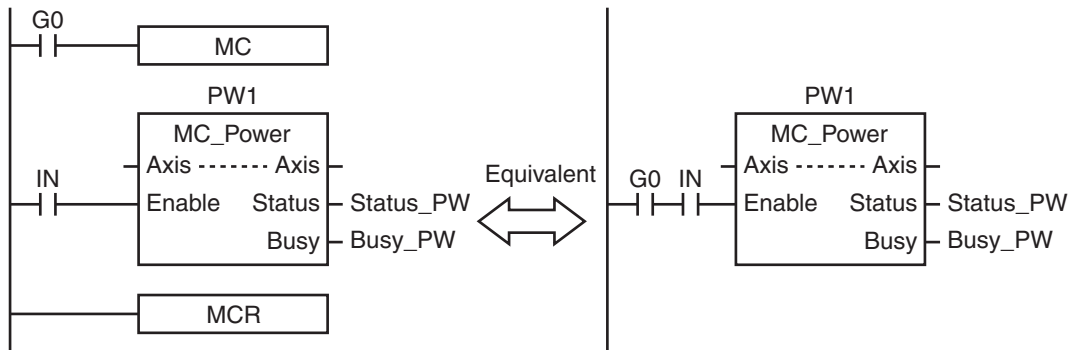 G0
MC
PW1
MC_Power
Axis Axis
IN
Enable Status Status_PW
Busy Busy_PW
MCR
Equivalent
PW1
MC_Power
Axis Axis
G0 IN
Enable Status Status_PW
Busy Busy_PW